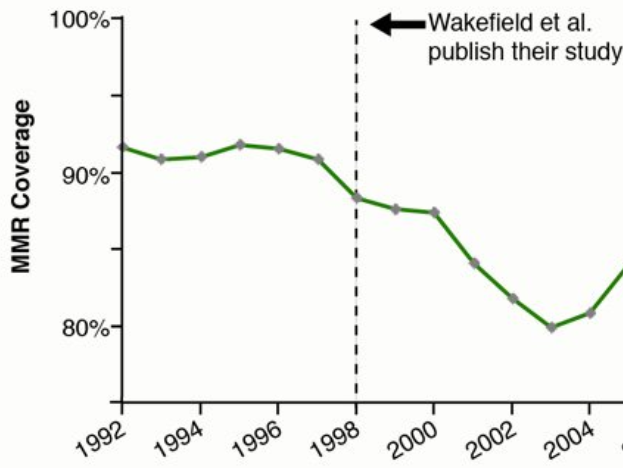 100%
Wakefield et al.
publish their study
90%
MMR Coverage
80%
1992 1994 1996 1998 2000 2002 2004